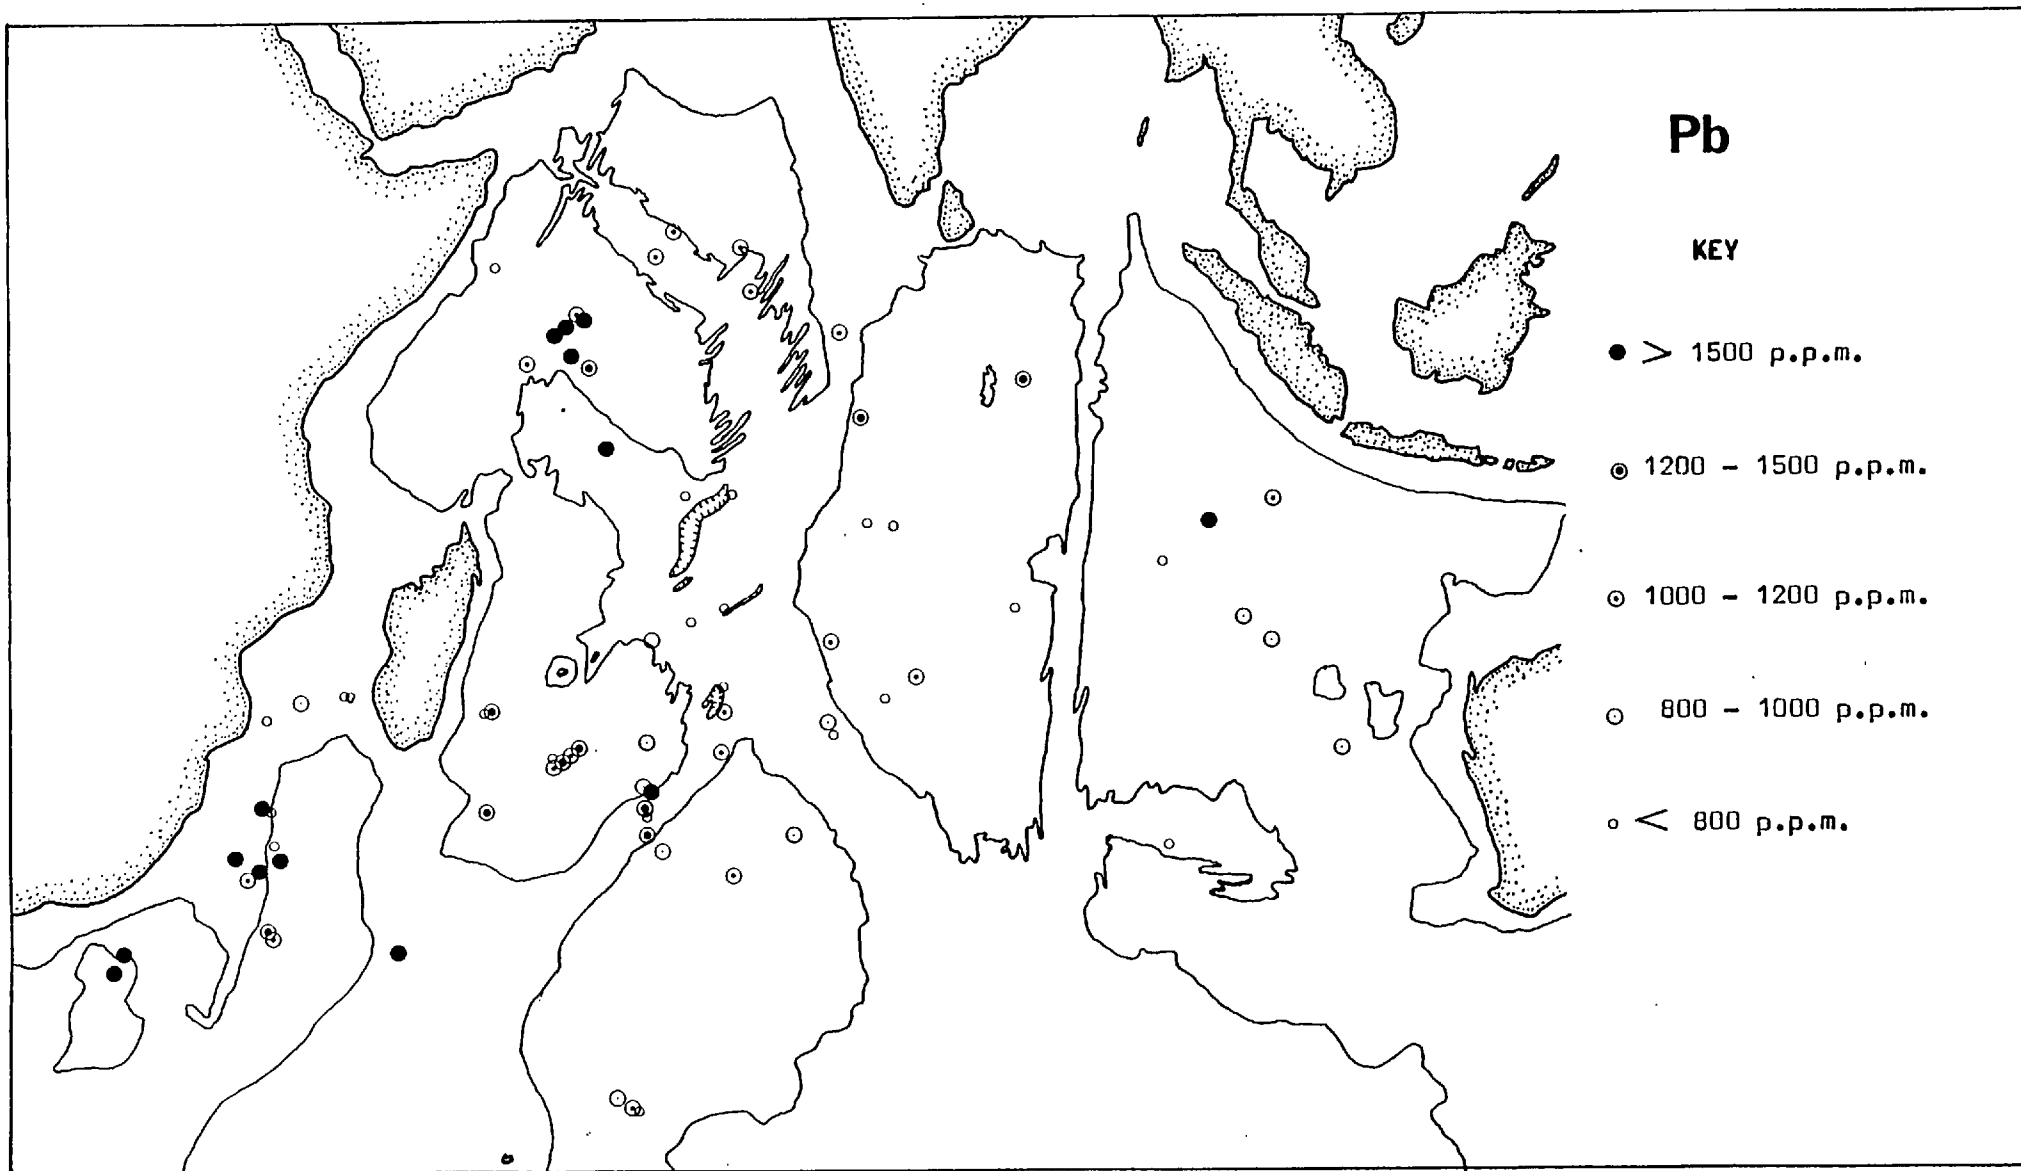 Pb
KEY
> 1500 p.p.m.
1200 - 1500 p.p.m.
1000 - 1200 p.p.m.
800 - 1000 p.p.m.
< 800 p.p.m.